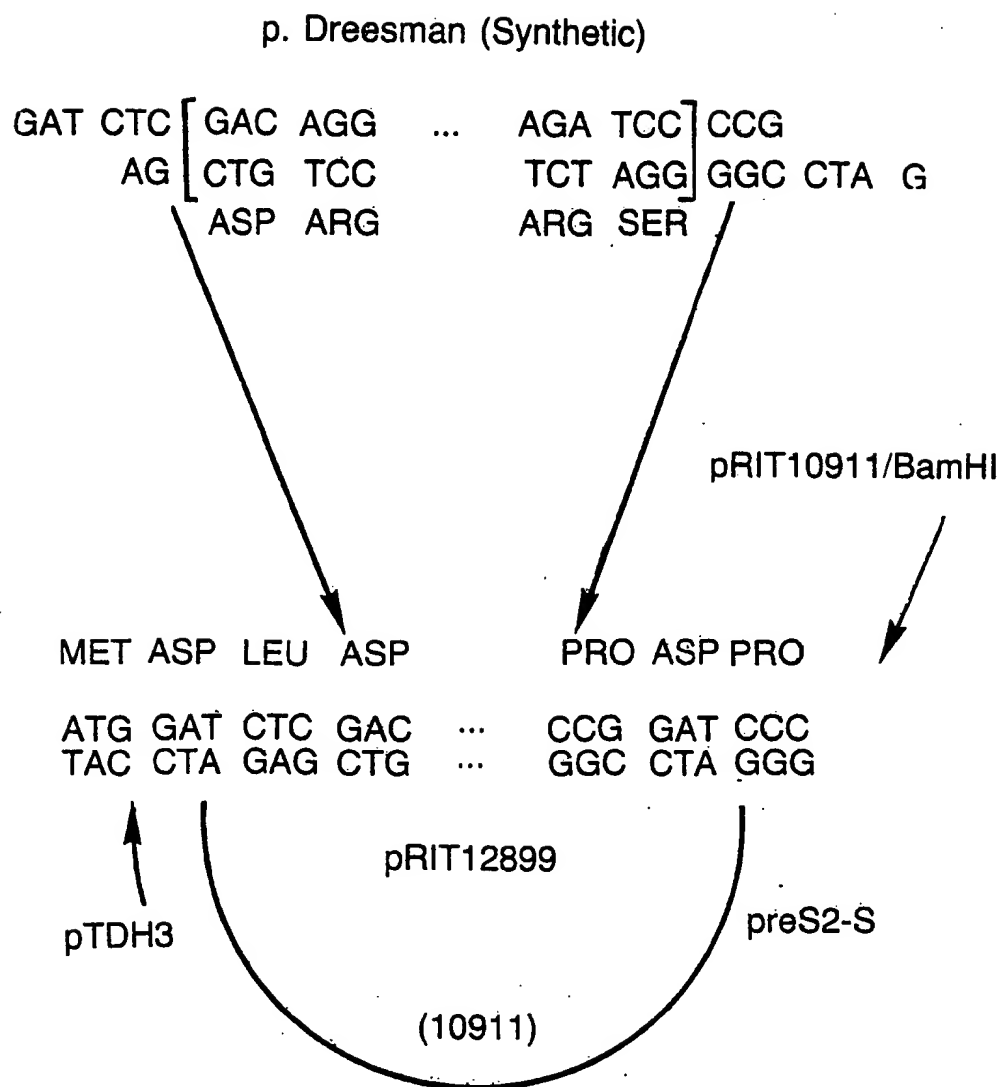 p. Dreesman (Synthetic)
GAT CTC [ GAC AGG ... AGA TCC ] CCG
AG [ CTG TCC TCT AGG ] GGC CTA G
ASP ARG ARG SER
pRIT10911/BamHI
MET ASP LEU ASP PRO ASP PRO
ATG GAT CTC GAC ... CCG GAT CCC
TAC CTA GAG CTG ... GGC CTA GGG
pRIT12899
pTDH3
preS2-S
(10911)